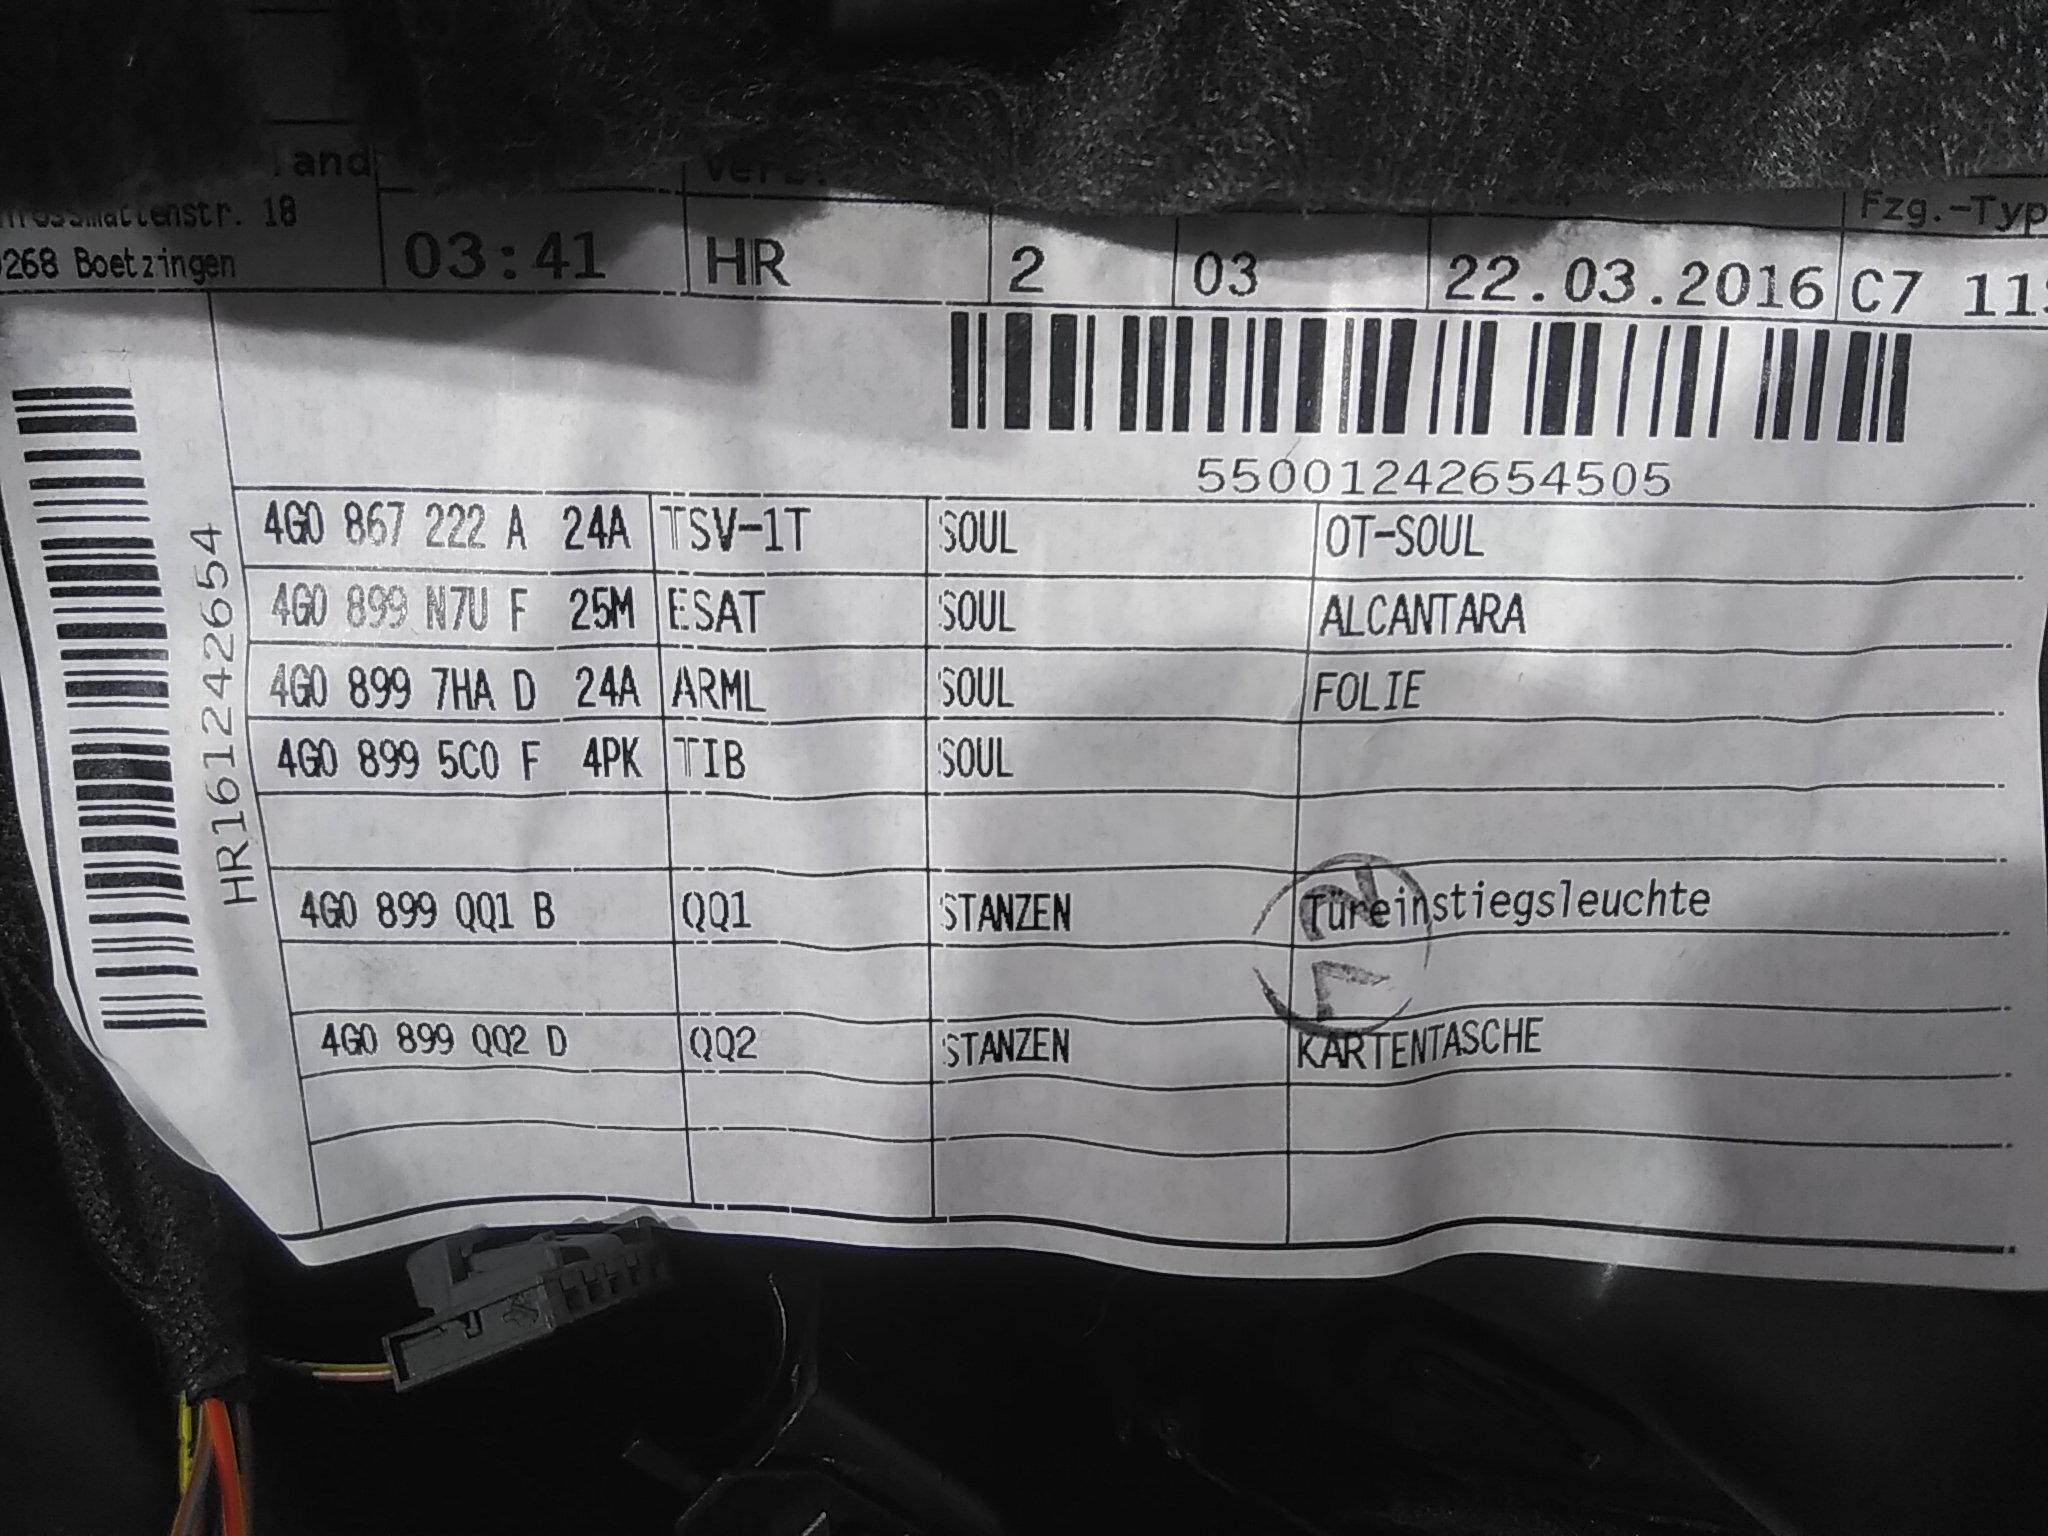 18
Boetzingen
03:41 HR 2 03 22.03.2016 C7
Fzg.-Typ
55001242654505
HR161242654
4G0 867 222 A 24A TSV-1T SOUL OT-SOUL
4G0 899 N7U F 25M ESAT SOUL ALCANTARA
4G0 899 7HA D 24A ARML SOUL FOLIE
4G0 899 5C0 F 4PK TIB SOUL
4G0 899 QQ1 B QQ1 STANZEN Türeinstiegsleuchte
4G0 899 QQ2 D QQ2 STANZEN KARTENTASCHE